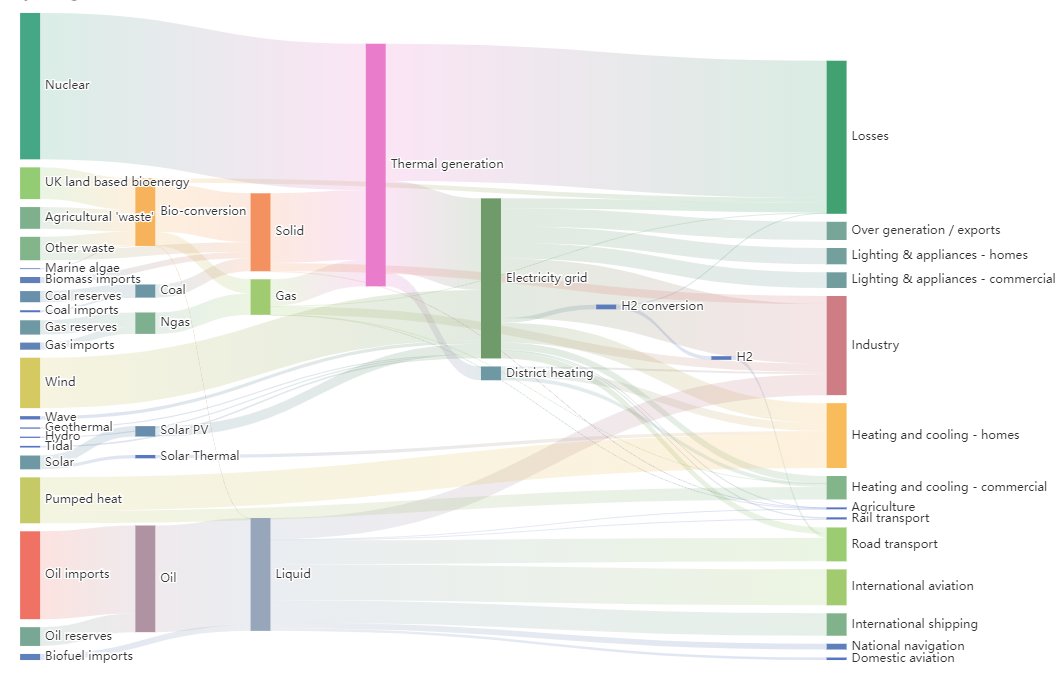 Nuclear
UK land based bioenergy
Agricultural 'waste'
Other waste
Marine algae
Biomass imports
Coal reserves
Coal imports
Gas reserves
Gas imports
Wind
Wave
Geothermal
Hydro
Tidal
Solar
Pumped heat
Oil imports
Oil reserves
Biofuel imports
Bio-conversion
Coal
Ngas
Solar PV
Solar Thermal
Oil
Solid
Gas
Liquid
Thermal generation
Electricity grid
District heating
H2 conversion
H2
Losses
Over generation / exports
Lighting & appliances - homes
Lighting & appliances - commercial
Industry
Heating and cooling - homes
Heating and cooling - commercial
Agriculture
Rail transport
Road transport
International aviation
International shipping
National navigation
Domestic aviation